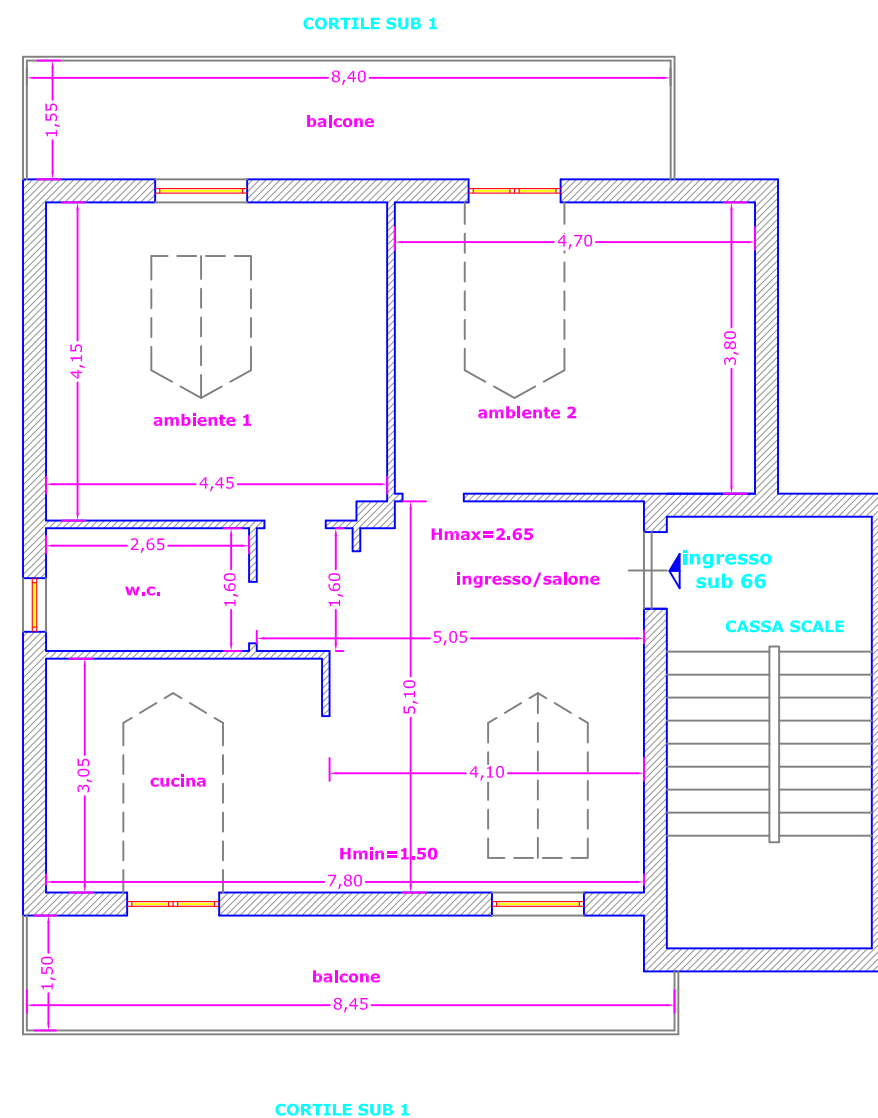 CORTILE SUB 1
8,40
1,55
balcone
4,70
4,15
3,80
ambiente 1
ambIente 2
4,45
Hmax=2.65
2,65
ingresso
sub 66
ingresso/salone
w.c.
1,60
1,60
CASSA SCALE
5,05
5,10
3,05
4,10
cucina
Hmin=1.50
7,80
1,50
balcone
8,45
CORTILE SUB 1